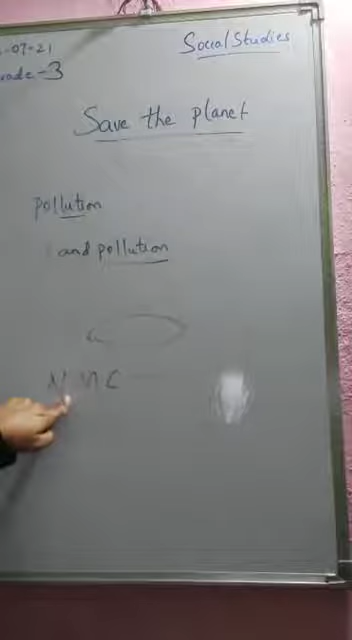 -07-21
Social Studies
rade-3
Save the planet
pollution
and pollution